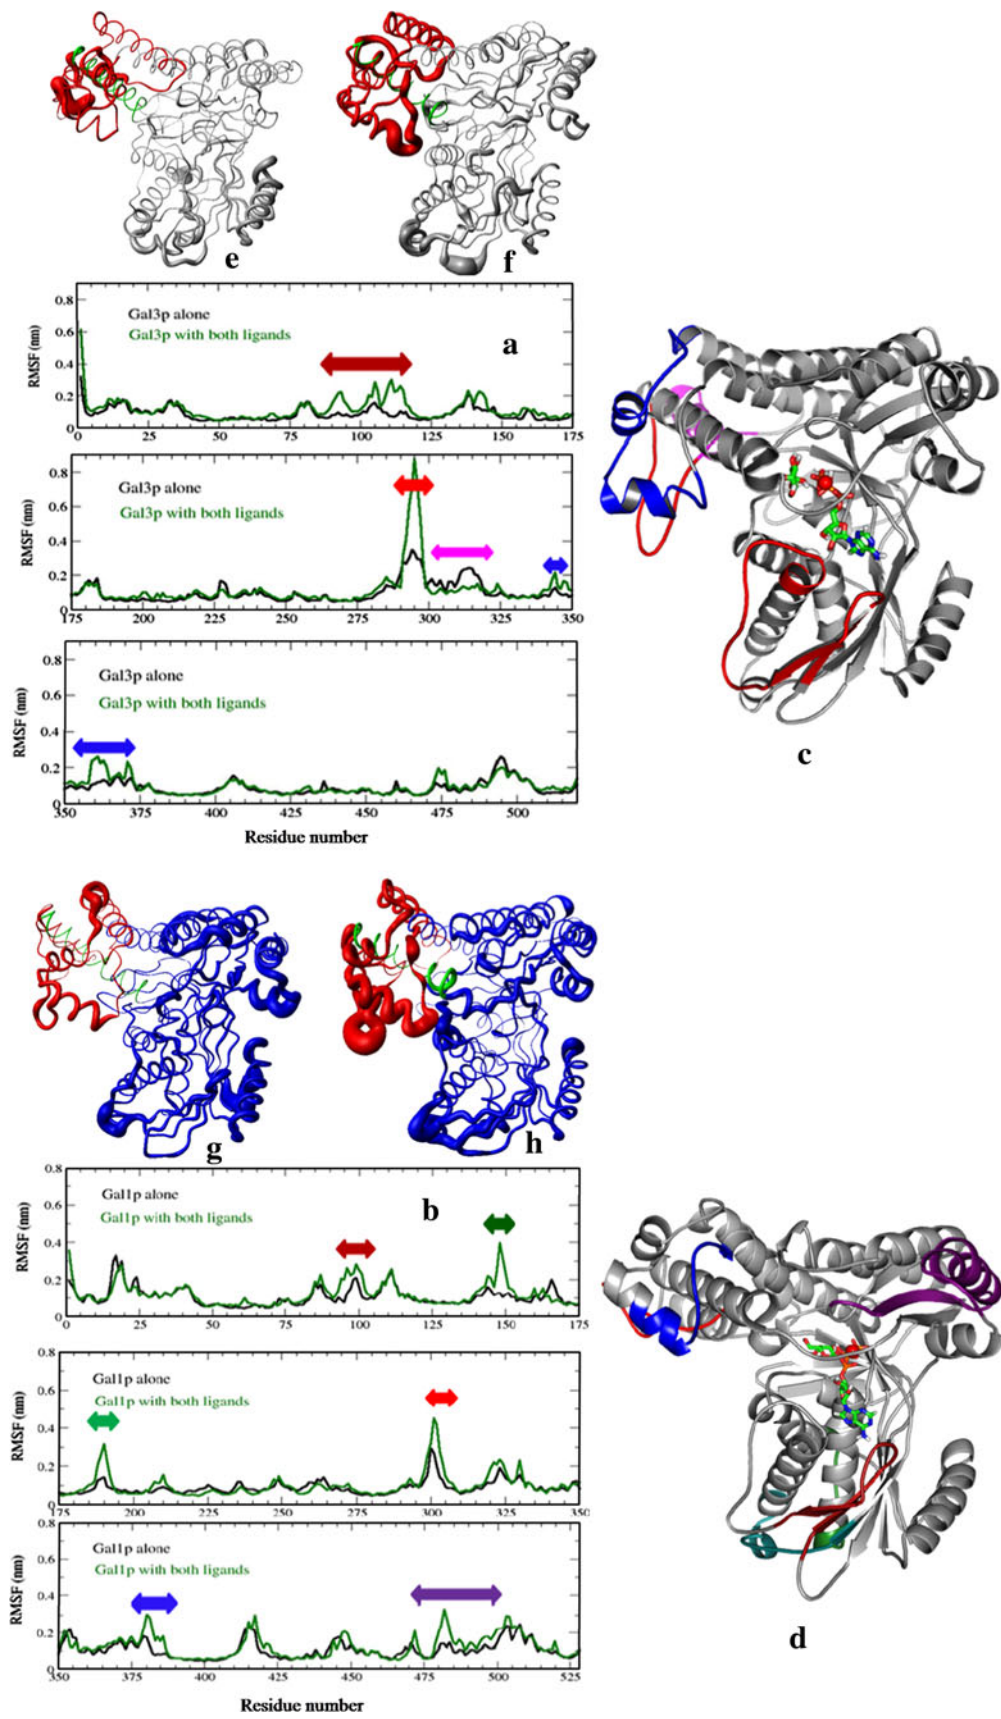 e
f
0.8
Gal3p alone
Gal3p with both ligands
a
0.6
RMSF (nm)
0.4
0.2
0
0 25 50 75 100 125 150 175
0.8
Gal3p alone
Gal3p with both ligands
0.6
RMSF (nm)
0.4
0.2
0
175 200 225 250 275 300 325 350
0.8
Gal3p alone
Gal3p with both ligands
0.6
RMSF (nm)
0.4
0.2
0
350 375 400 425 450 475 500
Residue number
c
g
h
0.8
Gal1p alone
Gal1p with both ligands
b
0.6
RMSF (nm)
0.4
0.2
0
0 25 50 75 100 125 150 175
0.8
Gal1p alone
Gal1p with both ligands
0.6
RMSF (nm)
0.4
0.2
0
175 200 225 250 275 300 325 350
0.8
Gal1p alone
Gal1p with both ligands
0.6
RMSF (nm)
0.4
0.2
0
350 375 400 425 450 475 500 525
Residue number
d